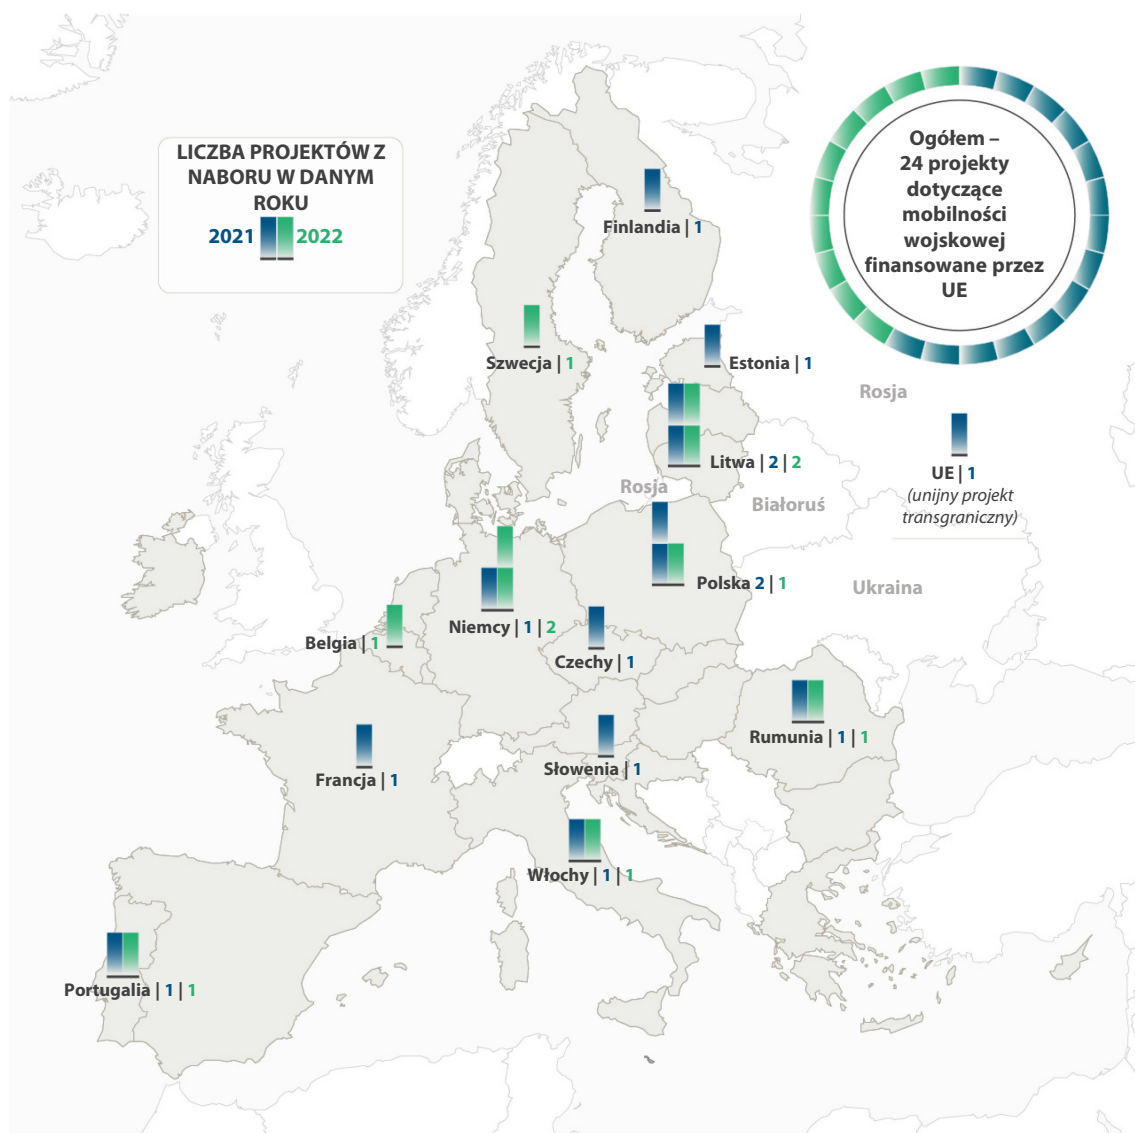 LICZBA PROJEKTÓW Z
NABORU W DANYM
ROKU
2021 2022
Ogółem –
24 projekty
dotyczące
mobilności
wojskowej
finansowane przez
UE
Finlandia | 1
Szwecja | 1
Estonia | 1
Rosja
Litwa | 2 | 2
UE | 1
(unijny projekt
transgraniczny)
Rosja
Białoruś
Polska 2 | 1
Ukraina
Niemcy | 1 | 2
Belgia | 1
Czechy | 1
Rumunia | 1 | 1
Francja | 1
Słowenia | 1
Włochy | 1 | 1
Portugalia | 1 | 1